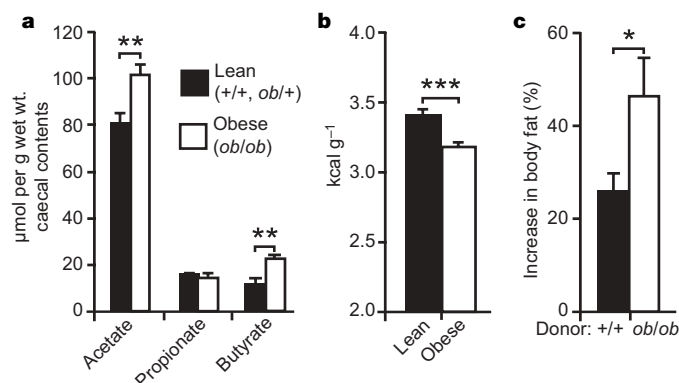 a
µmol per g wet wt.
caecal contents
120
100
80
60
40
20
0
**
**
Lean
(+/+, ob/+)
Obese
(ob/ob)
Acetate
Propionate
Butyrate
b
kcal g⁻¹
4.0
3.5
3.0
2.5
2.0
***
Lean
Obese
c
Increase in body fat (%)
60
40
20
0
*
Donor: +/+ ob/ob